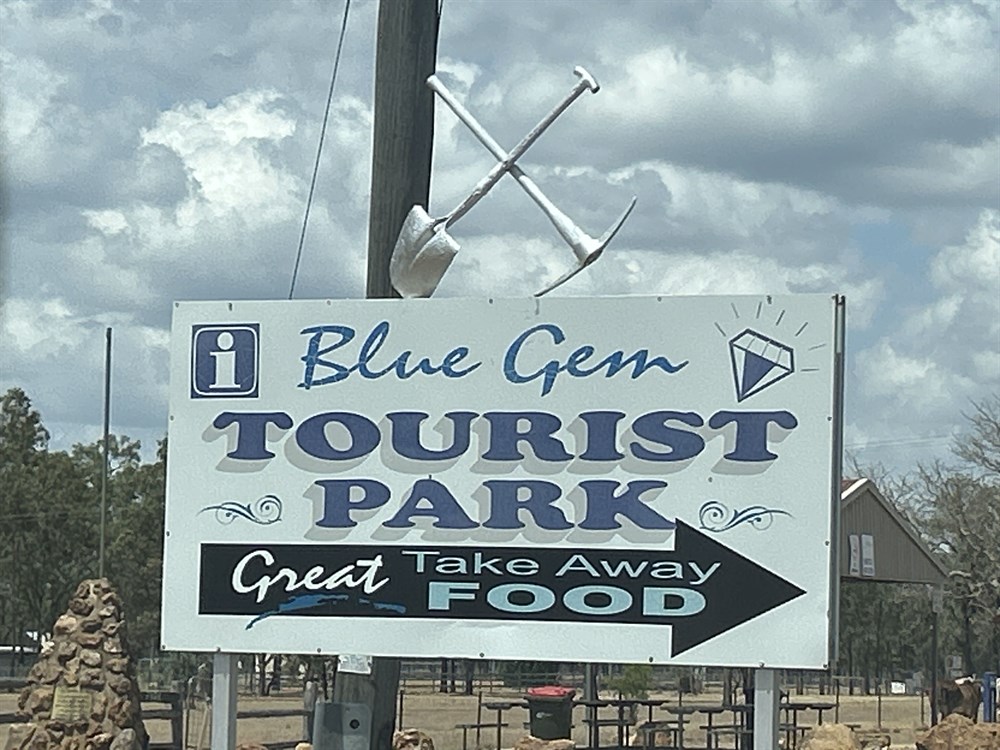 i
Blue Gem
TOURIST
PARK
Great Take Away
FOOD